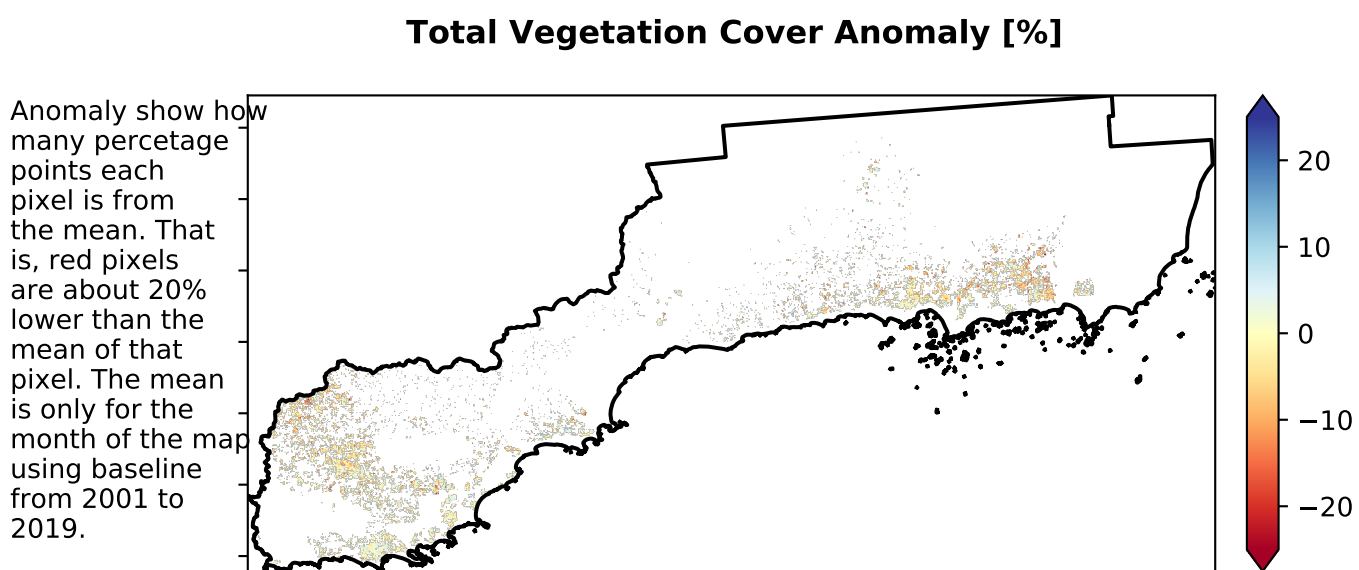 Total Vegetation Cover Anomaly [%]
Anomaly show how
many percetage
points each
pixel is from
the mean. That
is, red pixels
are about 20%
lower than the
mean of that
pixel. The mean
is only for the
month of the map
using baseline
from 2001 to
2019.
20
10
0
−10
−20